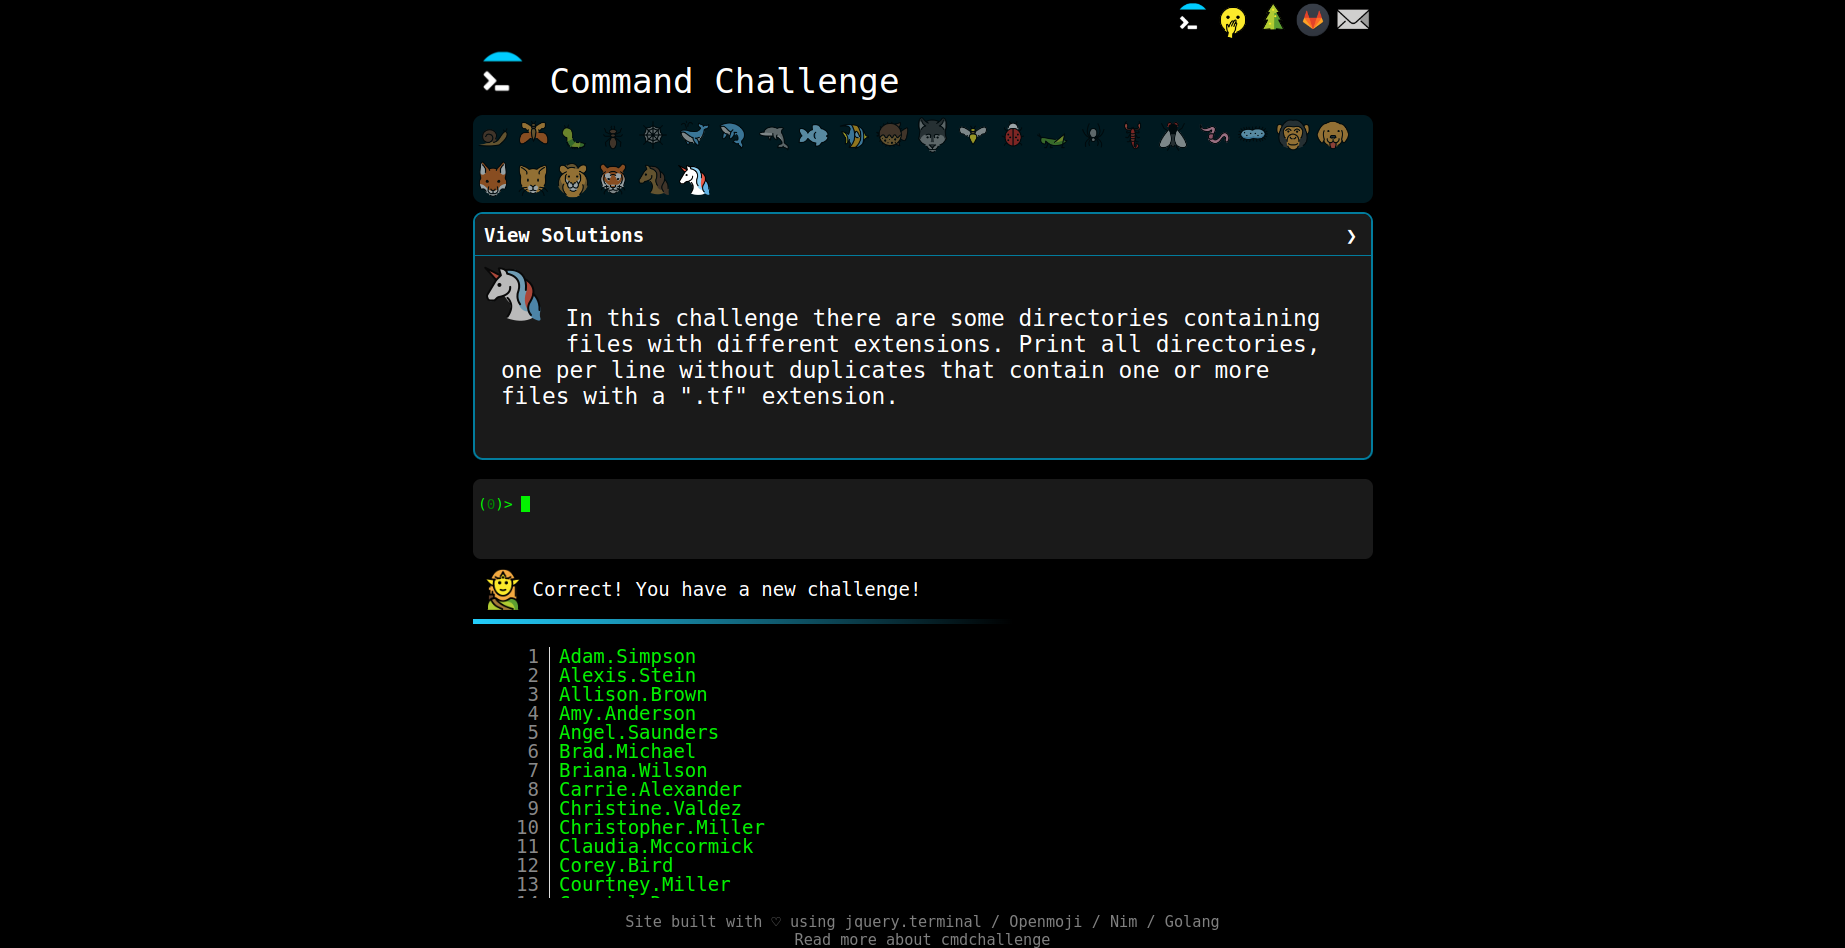 Command Challenge
View Solutions ❯
In this challenge there are some directories containing
files with different extensions. Print all directories,
one per line without duplicates that contain one or more
files with a ".tf" extension.
(0)>
Correct! You have a new challenge!
1 Adam.Simpson
2 Alexis.Stein
3 Allison.Brown
4 Amy.Anderson
5 Angel.Saunders
6 Brad.Michael
7 Briana.Wilson
8 Carrie.Alexander
9 Christine.Valdez
10 Christopher.Miller
11 Claudia.Mccormick
12 Corey.Bird
13 Courtney.Miller
Site built with ♡ using jquery.terminal / Openmoji / Nim / Golang
Read more about cmdchallenge